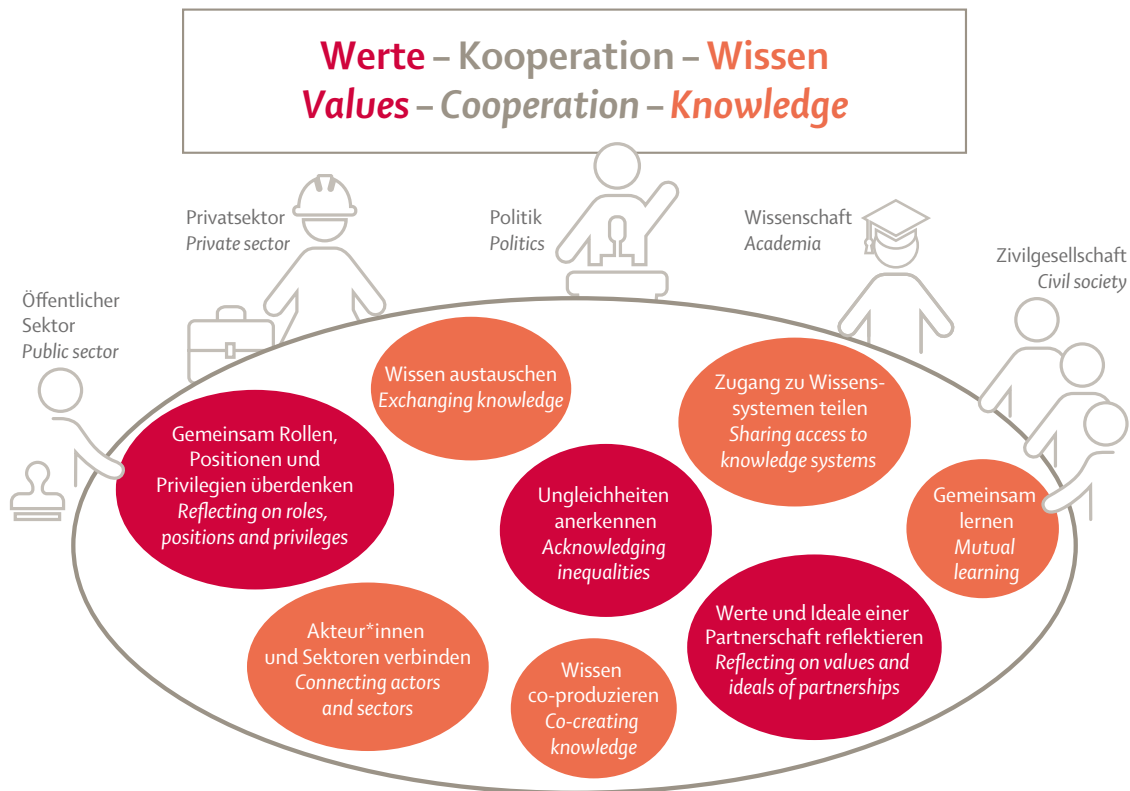 Werte – Kooperation – Wissen
Values – Cooperation – Knowledge
Öffentlicher
Sektor
Public sector
Privatsektor
Private sector
Politik
Politics
Wissenschaft
Academia
Zivilgesellschaft
Civil society
Wissen austauschen
Exchanging knowledge
Zugang zu Wissens-
systemen teilen
Sharing access to
knowledge systems
Gemeinsam Rollen,
Positionen und
Privilegien überdenken
Reflecting on roles,
positions and privileges
Ungleichheiten
anerkennen
Acknowledging
inequalities
Gemeinsam
lernen
Mutual
learning
Akteur*innen
und Sektoren verbinden
Connecting actors
and sectors
Wissen
co-produzieren
Co-creating
knowledge
Werte und Ideale einer
Partnerschaft reflektieren
Reflecting on values and
ideals of partnerships